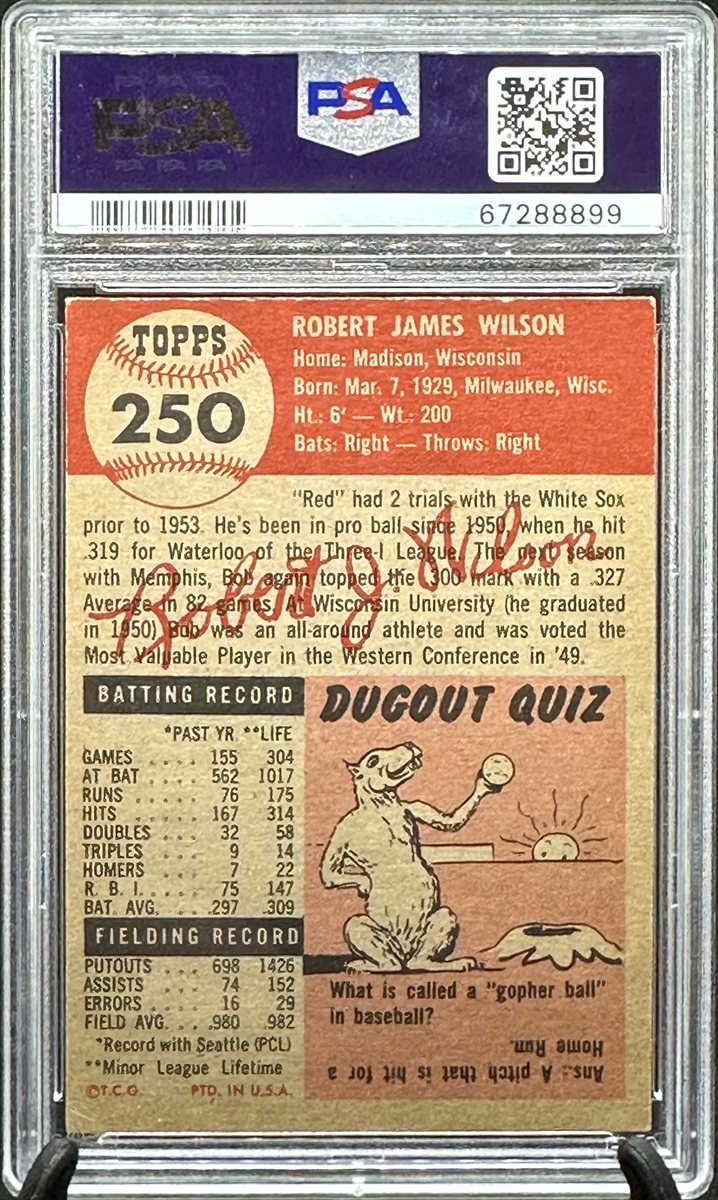 PSA
PSA
67288899
TOPPS
250
ROBERT JAMES WILSON
Home: Madison, Wisconsin
Born: Mar. 7, 1929, Milwaukee, Wisc.
Ht.: 6' — Wt.: 200
Bats: Right — Throws: Right
"Red" had 2 trials with the White Sox
prior to 1953. He's been in pro ball since 1950, when he hit
.319 for Waterloo of the Three-I League. The next season
with Memphis, Bob again topped the .300 mark with a .327
Average in 82 games. At Wisconsin University (he graduated
in 1950) Bob was an all-around athlete and was voted the
Most Valuable Player in the Western Conference in '49.
Robert J. Wilson
BATTING RECORD
*PAST YR. **LIFE
GAMES .... 155 304
AT BAT .... 562 1017
RUNS ..... 76 175
HITS ..... 167 314
DOUBLES .. 32 58
TRIPLES ... 9 14
HOMERS ... 7 22
R. B. I. .... 75 147
BAT. AVG. ... .297 .309
FIELDING RECORD
PUTOUTS ... 698 1426
ASSISTS ... 74 152
ERRORS .... 16 29
FIELD AVG. ... .980 .982
*Record with Seattle (PCL)
**Minor League Lifetime
©T.C.G. PTD. IN U.S.A.
DUGOUT QUIZ
What is called a "gopher ball"
in baseball?
Ans.: A pitch that is hit for a
Home Run.